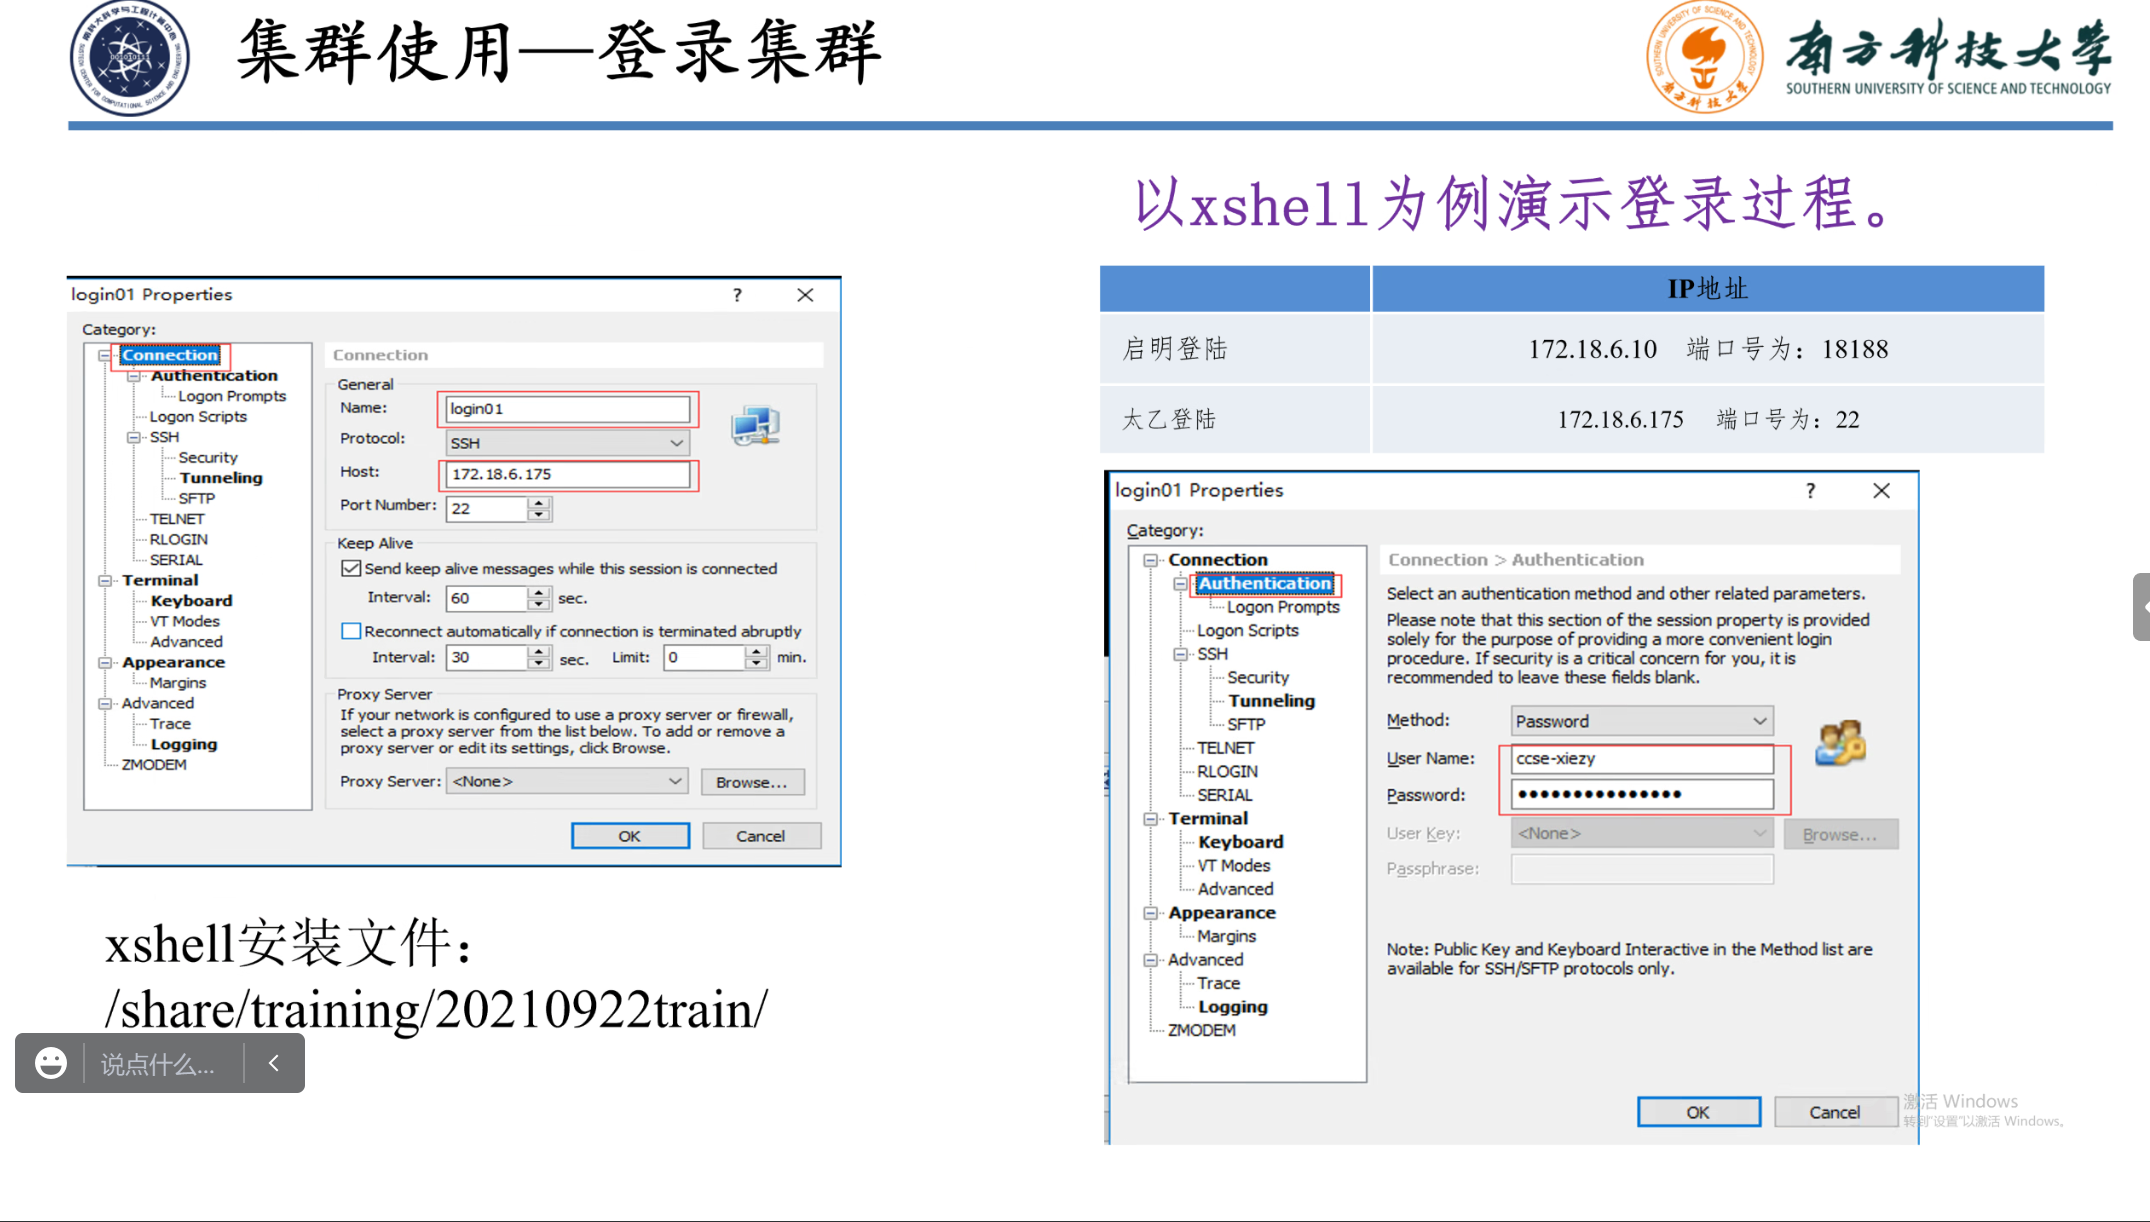 集群使用—登录集群
南方科技大学
SOUTHERN UNIVERSITY OF SCIENCE AND TECHNOLOGY
以xshell为例演示登录过程。
IP地址
启明登陆 172.18.6.10 端口号为：18188
太乙登陆 172.18.6.175 端口号为：22
login01 Properties ?
Category:
Connection
Authentication
Logon Prompts
Logon Scripts
SSH
Security
Tunneling
SFTP
TELNET
RLOGIN
SERIAL
Terminal
Keyboard
VT Modes
Advanced
Appearance
Margins
Advanced
Trace
Logging
ZMODEM
Connection
General
Name: login01
Protocol: SSH
Host: 172.18.6.175
Port Number: 22
Keep Alive
Send keep alive messages while this session is connected
Interval: 60 sec.
Reconnect automatically if connection is terminated abruptly
Interval: 30 sec. Limit: 0 min.
Proxy Server
If your network is configured to use a proxy server or firewall,
select a proxy server from the list below. To add or remove a
proxy server or edit its settings, click Browse.
Proxy Server: <None> Browse...
OK Cancel
xshell安装文件：
/share/training/20210922train/
说点什么...
login01 Properties ?
Category:
Connection
Authentication
Logon Prompts
Logon Scripts
SSH
Security
Tunneling
SFTP
TELNET
RLOGIN
SERIAL
Terminal
Keyboard
VT Modes
Advanced
Appearance
Margins
Advanced
Trace
Logging
ZMODEM
Connection > Authentication
Select an authentication method and other related parameters.
Please note that this section of the session property is provided
solely for the purpose of providing a more convenient login
procedure. If security is a critical concern for you, it is
recommended to leave these fields blank.
Method: Password
User Name: ccse-xiezy
Password: ●●●●●●●●●●●●●●●
User Key: <None> Browse...
Passphrase:
Note: Public Key and Keyboard Interactive in the Method list are
available for SSH/SFTP protocols only.
OK Cancel
激活 Windows
转到"设置"以激活 Windows。